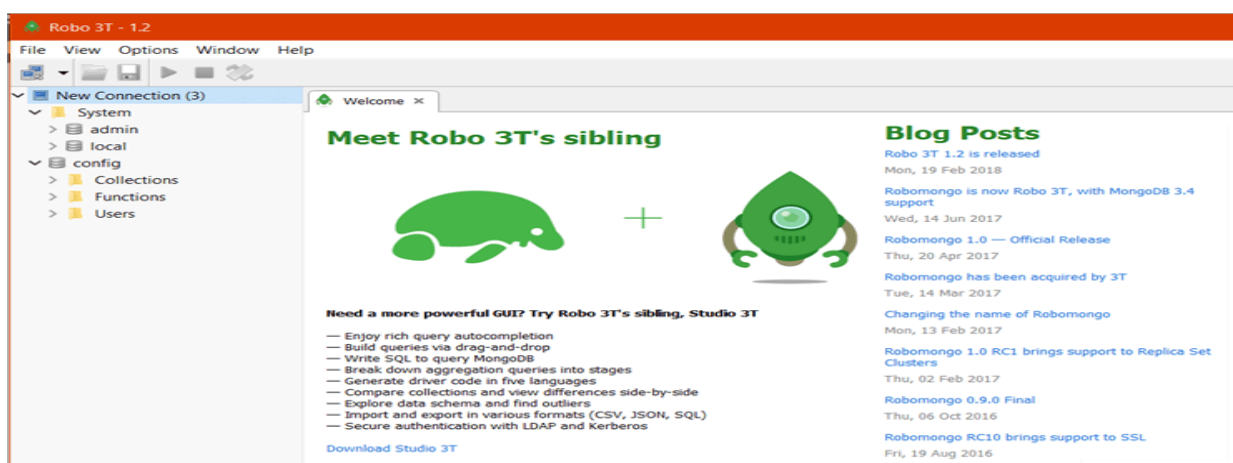 Robo 3T - 1.2
File View Options Window Help
New Connection (3)
System
admin
local
config
Collections
Functions
Users
Welcome ×
Meet Robo 3T's sibling
Need a more powerful GUI? Try Robo 3T's sibling, Studio 3T
— Enjoy rich query autocompletion
— Build queries via drag-and-drop
— Write SQL to query MongoDB
— Break down aggregation queries into stages
— Generate driver code in five languages
— Compare collections and view differences side-by-side
— Explore data schema and find outliers
— Import and export in various formats (CSV, JSON, SQL)
— Secure authentication with LDAP and Kerberos
Download Studio 3T
Blog Posts
Robo 3T 1.2 is released
Mon, 19 Feb 2018
Robomongo is now Robo 3T, with MongoDB 3.4
support
Wed, 14 Jun 2017
Robomongo 1.0 — Official Release
Thu, 20 Apr 2017
Robomongo has been acquired by 3T
Tue, 14 Mar 2017
Changing the name of Robomongo
Mon, 13 Feb 2017
Robomongo 1.0 RC1 brings support to Replica Set
Clusters
Thu, 02 Feb 2017
Robomongo 0.9.0 Final
Thu, 06 Oct 2016
Robomongo RC10 brings support to SSL
Fri, 19 Aug 2016